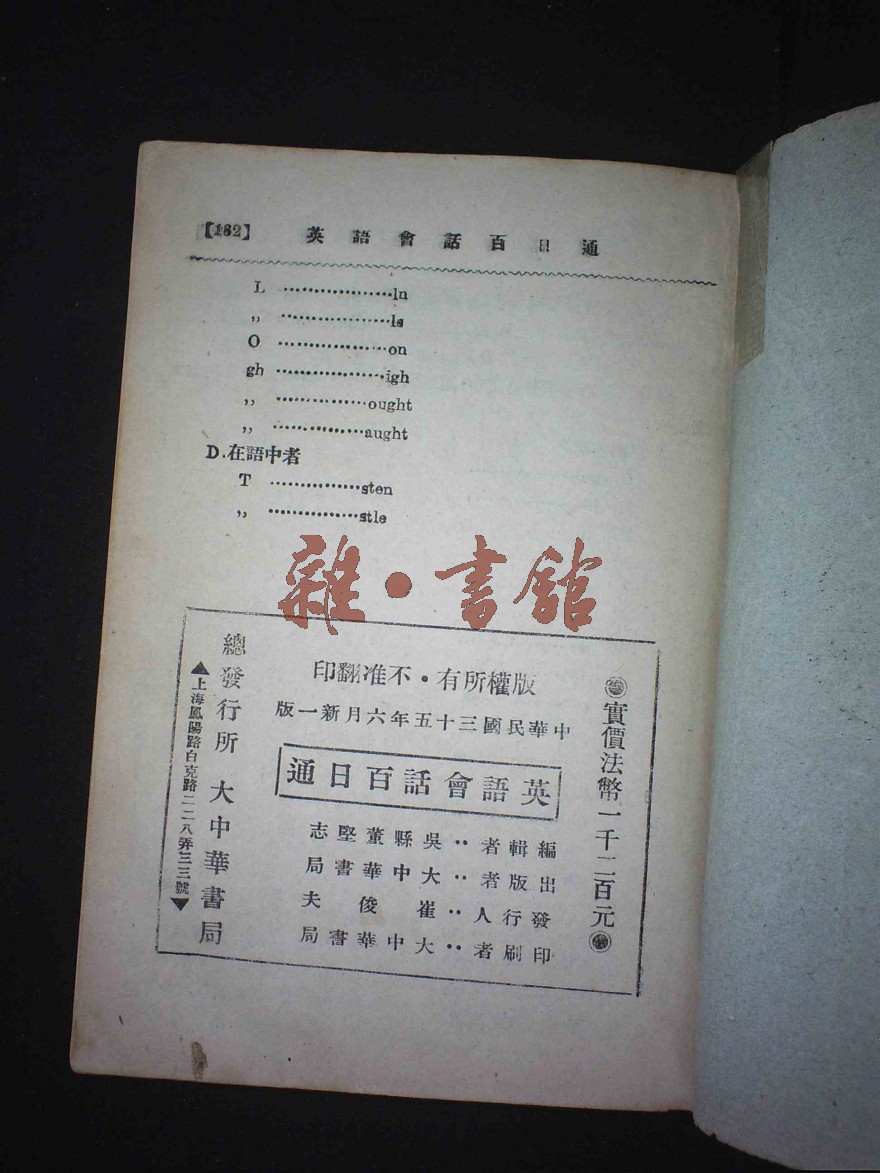 【162】 英語會話百日通
L ..................ln
,, ..................ls
O ..................on
gh ..................igh
,, ...............ought
,, ...............aught
D.在語中者
T ...............sten
,, ...............stle
雜·書館
版權所有・不准翻印
中華民國三十五年六月新一版
英語會話百日通
編輯者：吳縣董堅志
出版者：大中華書局
發行人：崔俊夫
印刷者：大中華書局
實價法幣一千二百元
總發行所 大中華書局
▲上海鳳陽路白克路二二八弄三三號▼